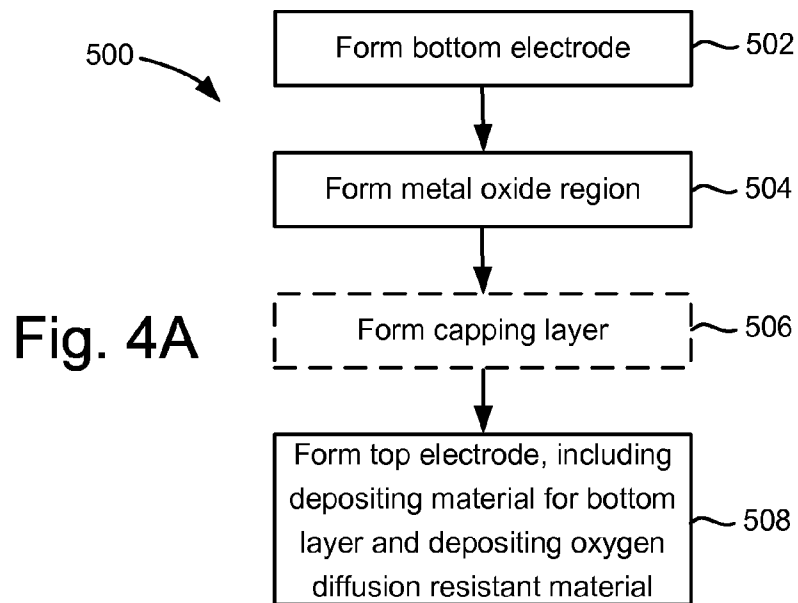 500
Form bottom electrode
502
Form metal oxide region
504
Fig. 4A
Form capping layer
506
Form top electrode, including
depositing material for bottom
layer and depositing oxygen
diffusion resistant material
508